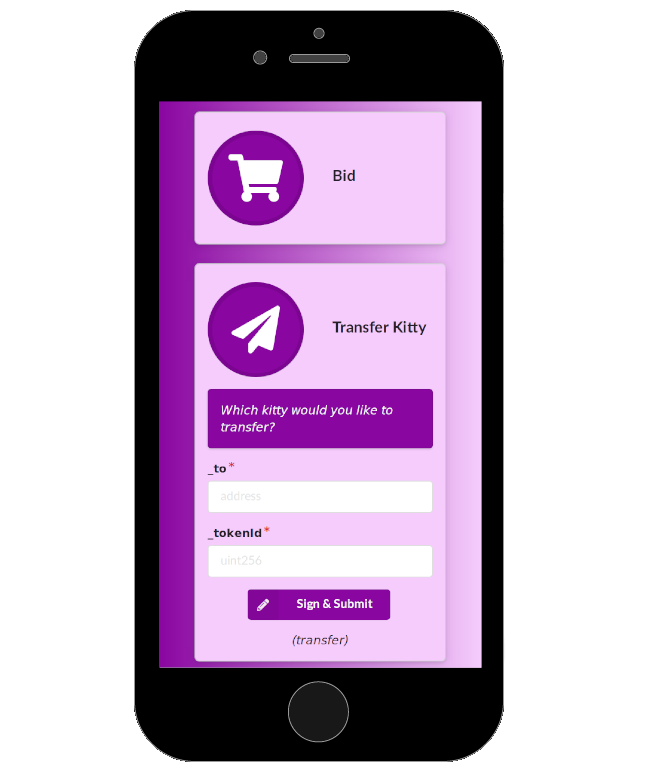 Bid
Transfer Kitty
Which kitty would you like to
transfer?
_to*
address
_tokenId*
uint256
Sign & Submit
(transfer)